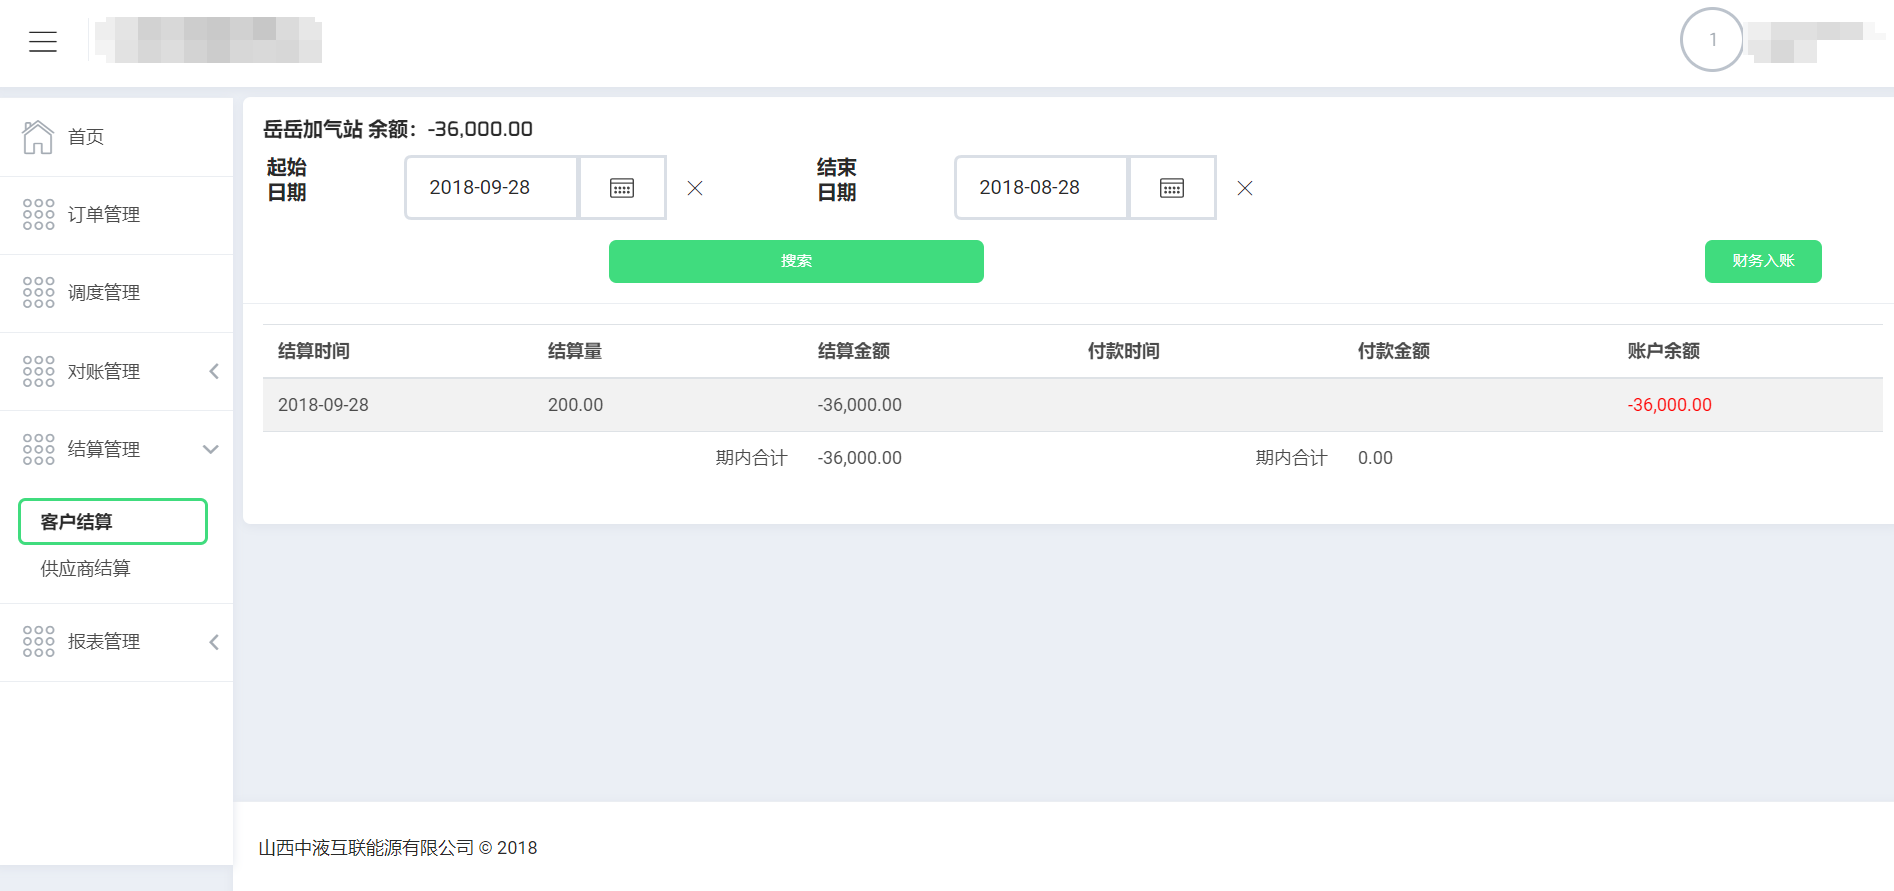 1
首页
订单管理
调度管理
对账管理
结算管理
客户结算
供应商结算
报表管理
岳岳加气站 余额：-36,000.00
起始
日期
2018-09-28
结束
日期
2018-08-28
搜索
财务入账
结算时间 结算量 结算金额 付款时间 付款金额 账户余额
2018-09-28 200.00 -36,000.00 -36,000.00
期内合计 -36,000.00 期内合计 0.00
山西中液互联能源有限公司 © 2018